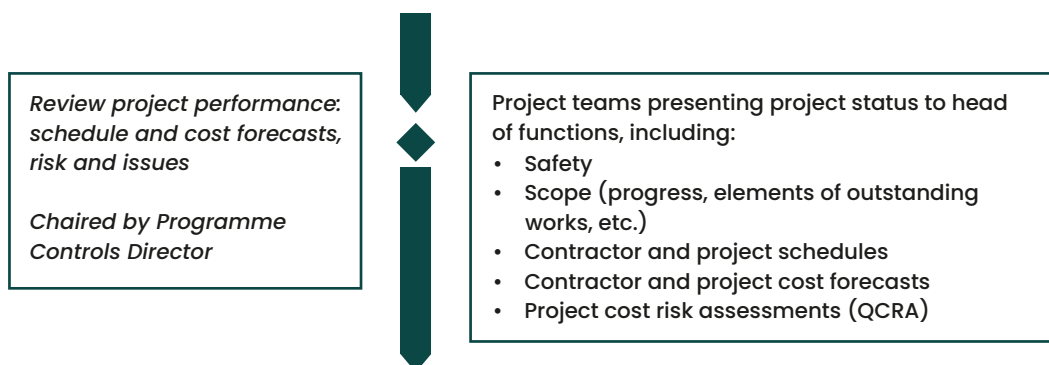 Review project performance:
schedule and cost forecasts,
risk and issues
Chaired by Programme
Controls Director
Project teams presenting project status to head
of functions, including:
• Safety
• Scope (progress, elements of outstanding
works, etc.)
• Contractor and project schedules
• Contractor and project cost forecasts
• Project cost risk assessments (QCRA)